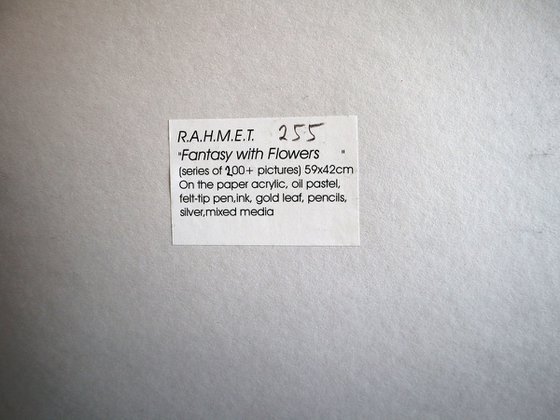 R.A.H.M.E.T. 255
"Fantasy with Flowers "
(series of 200+ pictures) 59x42cm
On the paper acrylic, oil pastel,
felt-tip pen,ink, gold leaf, pencils,
silver,mixed media